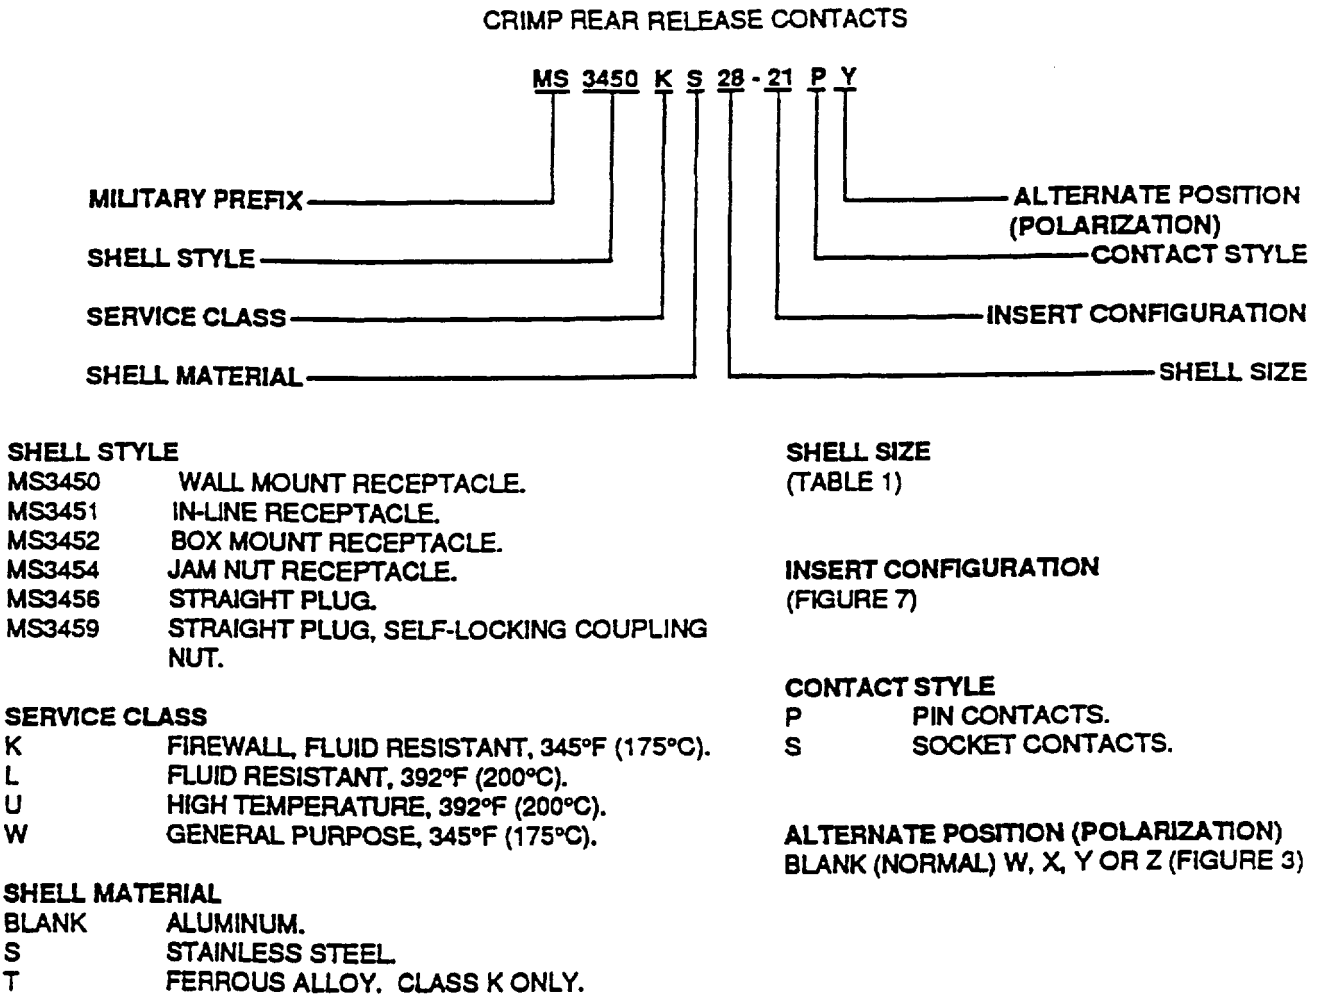 CRIMP REAR RELEASE CONTACTS
MS 3450 K S 28 - 21 P Y
MILITARY PREFIX
ALTERNATE POSITION
(POLARIZATION)
SHELL STYLE
CONTACT STYLE
SERVICE CLASS
INSERT CONFIGURATION
SHELL MATERIAL
SHELL SIZE
SHELL STYLE
MS3450 WALL MOUNT RECEPTACLE.
MS3451 IN-LINE RECEPTACLE.
MS3452 BOX MOUNT RECEPTACLE.
MS3454 JAM NUT RECEPTACLE.
MS3456 STRAIGHT PLUG.
MS3459 STRAIGHT PLUG, SELF-LOCKING COUPLING
NUT.
SERVICE CLASS
K FIREWALL, FLUID RESISTANT, 345°F (175°C).
L FLUID RESISTANT, 392°F (200°C).
U HIGH TEMPERATURE, 392°F (200°C).
W GENERAL PURPOSE, 345°F (175°C).
SHELL MATERIAL
BLANK ALUMINUM.
S STAINLESS STEEL.
T FERROUS ALLOY. CLASS K ONLY.
SHELL SIZE
(TABLE 1)
INSERT CONFIGURATION
(FIGURE 7)
CONTACT STYLE
P PIN CONTACTS.
S SOCKET CONTACTS.
ALTERNATE POSITION (POLARIZATION)
BLANK (NORMAL) W, X, Y OR Z (FIGURE 3)